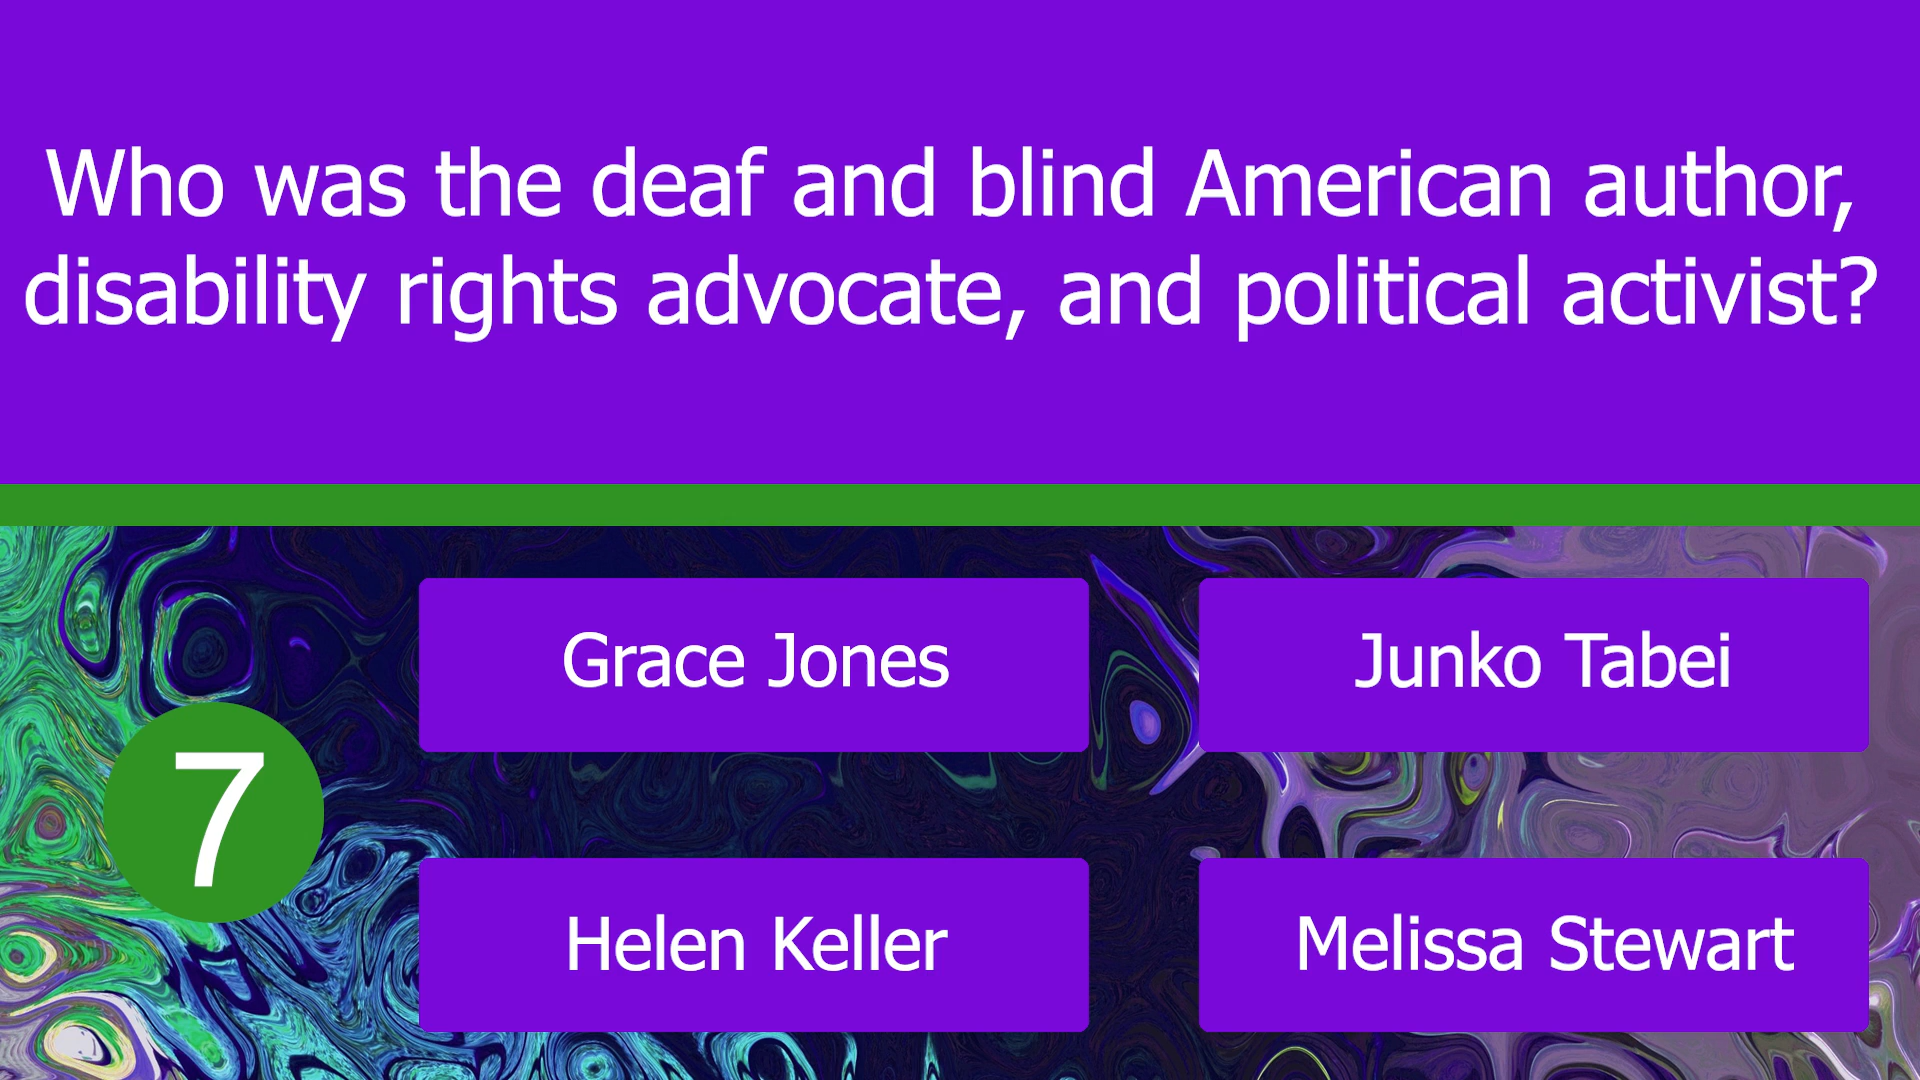 Who was the deaf and blind American author,
disability rights advocate, and political activist?
Grace Jones
Junko Tabei
7
Helen Keller
Melissa Stewart